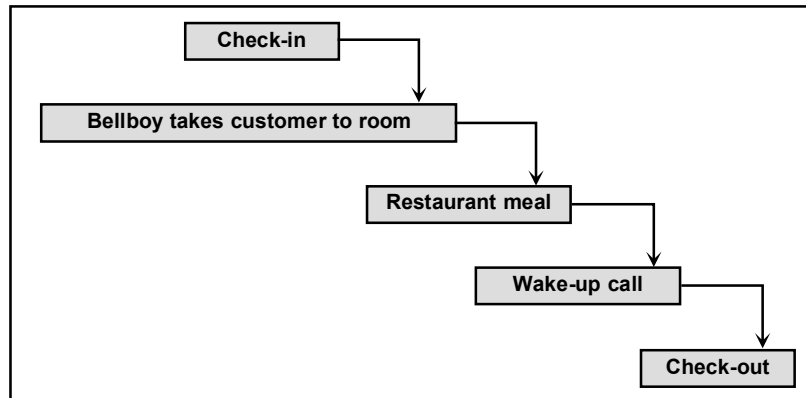 Check-in
Bellboy takes customer to room
Restaurant meal
Wake-up call
Check-out